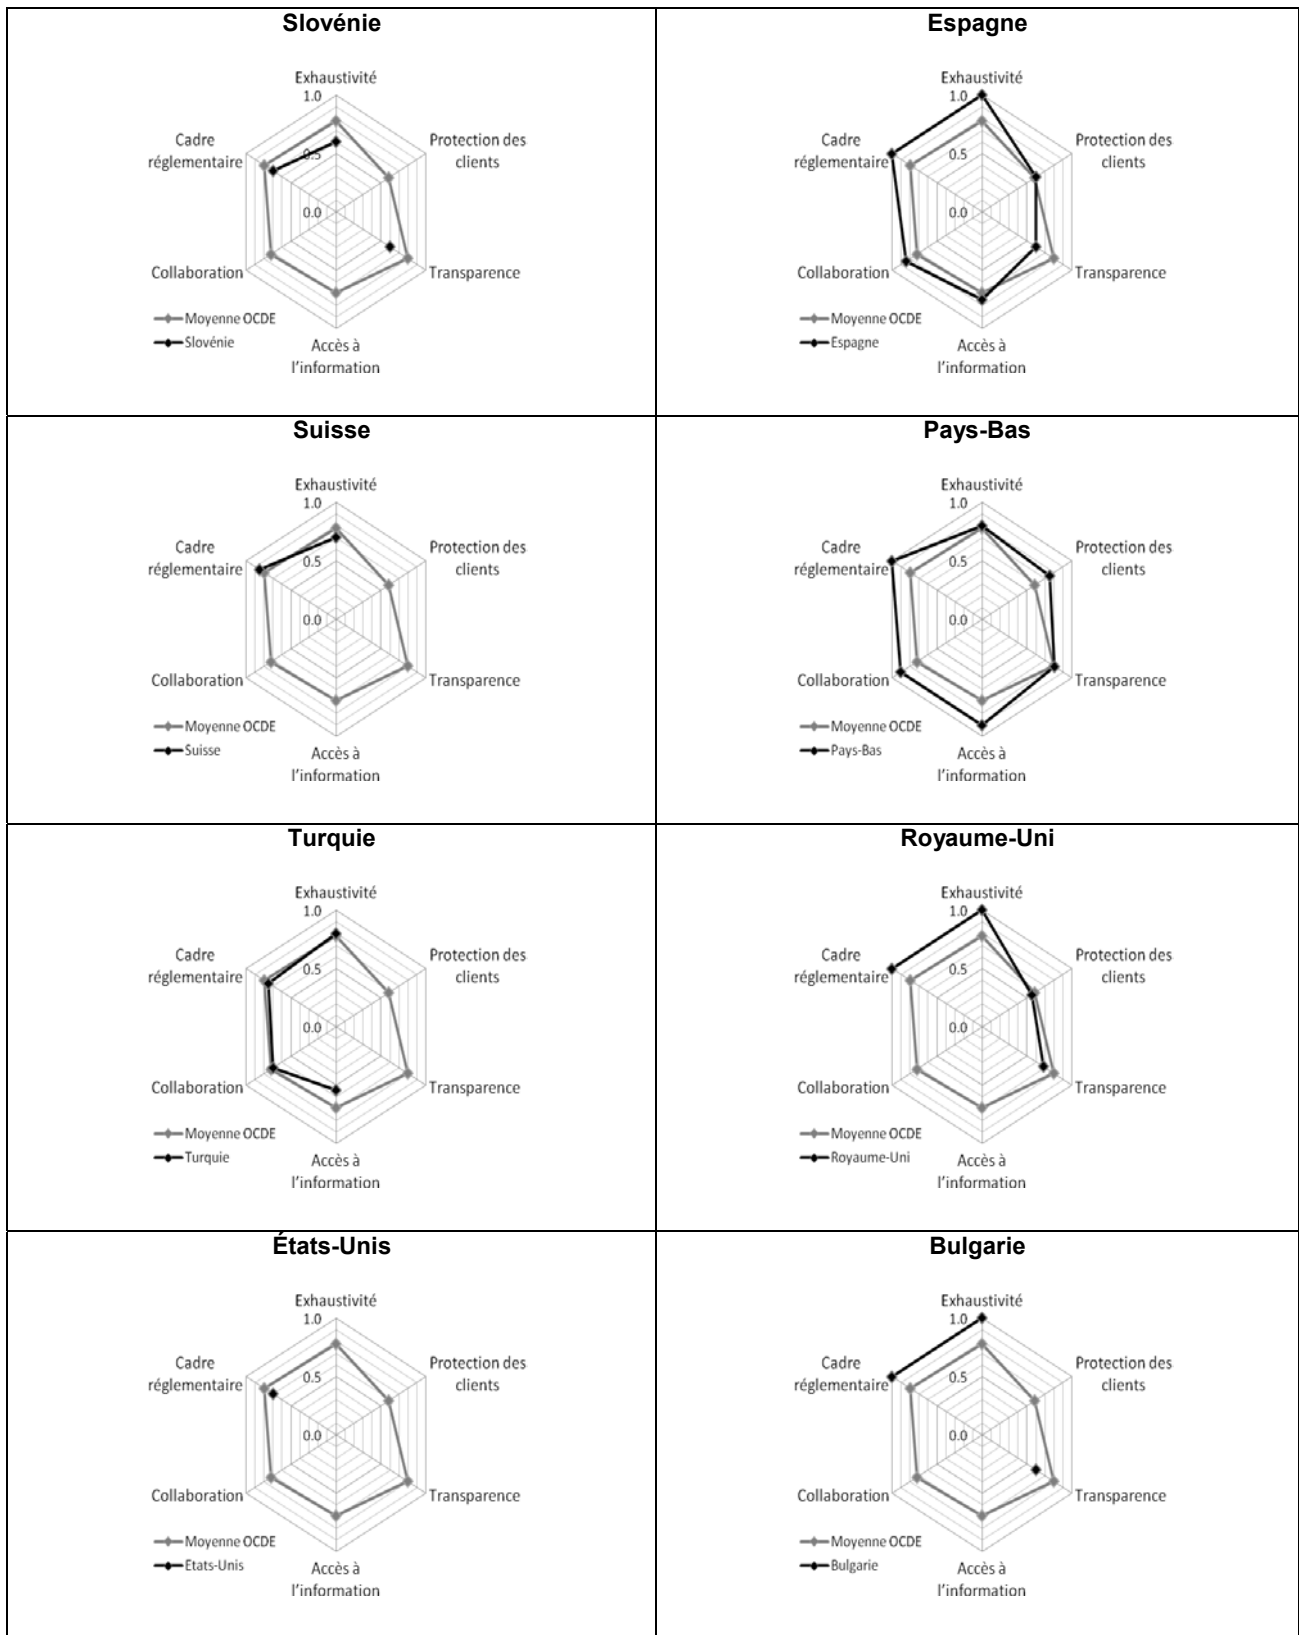 Slovénie
Exhaustivité
1.0
Cadre
réglementaire
Protection des
clients
0.5
0.0
Collaboration
Transparence
Moyenne OCDE
Slovénie
Accès à
l'information
Espagne
Exhaustivité
1.0
Cadre
réglementaire
Protection des
clients
0.5
0.0
Collaboration
Transparence
Moyenne OCDE
Espagne
Accès à
l'information
Suisse
Exhaustivité
1.0
Cadre
réglementaire
Protection des
clients
0.5
0.0
Collaboration
Transparence
Moyenne OCDE
Suisse
Accès à
l'information
Pays-Bas
Exhaustivité
1.0
Cadre
réglementaire
Protection des
clients
0.5
0.0
Collaboration
Transparence
Moyenne OCDE
Pays-Bas
Accès à
l'information
Turquie
Exhaustivité
1.0
Cadre
réglementaire
Protection des
clients
0.5
0.0
Collaboration
Transparence
Moyenne OCDE
Turquie
Accès à
l'information
Royaume-Uni
Exhaustivité
1.0
Cadre
réglementaire
Protection des
clients
0.5
0.0
Collaboration
Transparence
Moyenne OCDE
Royaume-Uni
Accès à
l'information
États-Unis
Exhaustivité
1.0
Cadre
réglementaire
Protection des
clients
0.5
0.0
Collaboration
Transparence
Moyenne OCDE
États-Unis
Accès à
l'information
Bulgarie
Exhaustivité
1.0
Cadre
réglementaire
Protection des
clients
0.5
0.0
Collaboration
Transparence
Moyenne OCDE
Bulgarie
Accès à
l'information